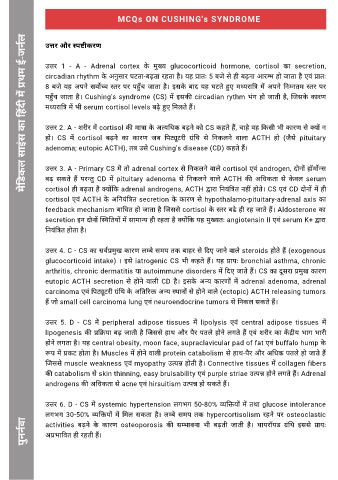 MCQs ON CUSHING's SYNDROME
मेडिकल साइंस का हिंदी में प्रथम ई-जर्नल
उत्तर और स्पष्टीकरण
उत्तर 1 - A - Adrenal cortex के मुख्य glucocorticoid hormone, cortisol का secretion,
circadian rhythm के अनुसार घटता-बढ़ता रहता है। यह प्रातः 5 बजे से ही बढ़ना आरम्भ हो जाता है एवं प्रातः
8 बजे यह अपने सर्वोच्च स्तर पर पहुँच जाता है। इसके बाद यह घटते हुए मध्यरात्रि में अपने निम्नतम स्तर पर
पहुँच जाता है। Cushing's syndrome (CS) में इसकी circadian rythm भंग हो जाती है, जिसके कारण
मध्यरात्रि में भी serum cortisol levels बढ़े हुए मिलते हैं।
उत्तर 2. A - शरीर में cortisol की मात्रा के अत्यधिक बढ़ने को CS कहते हैं, चाहे यह किसी भी कारण से क्यों न
हो। CS में cortisol बढ़ने का कारण जब पिट्यूटरी ग्रंथि से निकलने वाला ACTH हो (जैसे pituitary
adenoma; eutopic ACTH), तब उसे Cushing's disease (CD) कहते हैं।
उत्तर 3. A - Primary CS में तो adrenal cortex से निकलने वाले cortisol एवं androgen, दोनों हॉर्मोन्स
बढ़ सकते हैं परन्तु CD में pituitary adenoma से निकलने वाले ACTH की अधिकता से केवल serum
cortisol ही बढ़ता है क्योंकि adrenal androgens, ACTH द्वारा नियंत्रित नहीं होते। CS एवं CD दोनों में ही
cortisol एवं ACTH के अनियंत्रित secretion के कारण से hypothalamo-pituitary-adrenal axis का
feedback mechanism बाधित हो जाता है जिससे cortisol के स्तर बढ़े ही रह जाते हैं। Aldosterone का
secretion इन दोनों स्थितियों में सामान्य ही रहता है क्योंकि यह मुख्यतः angiotensin II एवं serum K+ द्वारा
नियंत्रित होता है।
उत्तर 4. C - CS का सर्वप्रमुख कारण लम्बे समय तक बाहर से दिए जाने वाले steroids होते हैं (exogenous
glucocorticoid intake) । इसे iatrogenic CS भी कहते हैं। यह प्रायः bronchial asthma, chronic
arthritis, chronic dermatitis या autoimmune disorders में दिए जाते हैं। CS का दूसरा प्रमुख कारण
eutopic ACTH secretion से होने वाली CD है। इसके अन्य कारणों में adrenal adenoma, adrenal
carcinoma एवं पिट्यूटरी ग्रंथि के अतिरिक्त अन्य स्थानों से होने वाले (ectopic) ACTH releasing tumors
हैं जो small cell carcinoma lung एवं neuroendocrine tumors से निकल सकते हैं।
उत्तर 5. D - CS में peripheral adipose tissues में lipolysis एवं central adipose tissues में
lipogenesis की प्रक्रिया बढ़ जाती है जिससे हाथ और पैर पतले होने लगते हैं एवं शरीर का केंद्रीय भाग भारी
होने लगता है। यह central obesity, moon face, supraclavicular pad of fat एवं buffalo hump के
रूप में प्रकट होता है। Muscles में होने वाली protein catabolism से हाथ-पैर और अधिक पतले हो जाते हैं
जिससे muscle weakness एवं myopathy उत्पन्न होती है। Connective tissues में collagen fibers
की catabolism से skin thinning, easy bruisability एवं purple striae उत्पन्न होने लगते हैं। Adrenal
androgens की अधिकता से acne एवं hirsuitism उत्पन्न हो सकते हैं।
उत्तर 6. D - CS में systemic hypertension लगभग 50-80% व्यक्तियों में तथा glucose intolerance
लगभग 30-50% व्यक्तियों में मिल सकता है। लम्बे समय तक hypercortisolism रहने पर osteoclastic
activities बढ़ने के कारण osteoporosis की सम्भावना भी बढ़ती जाती है। थायरॉयड ग्रंथि इससे प्रायः
अप्रभावित ही रहती है।
पुनर्नवा